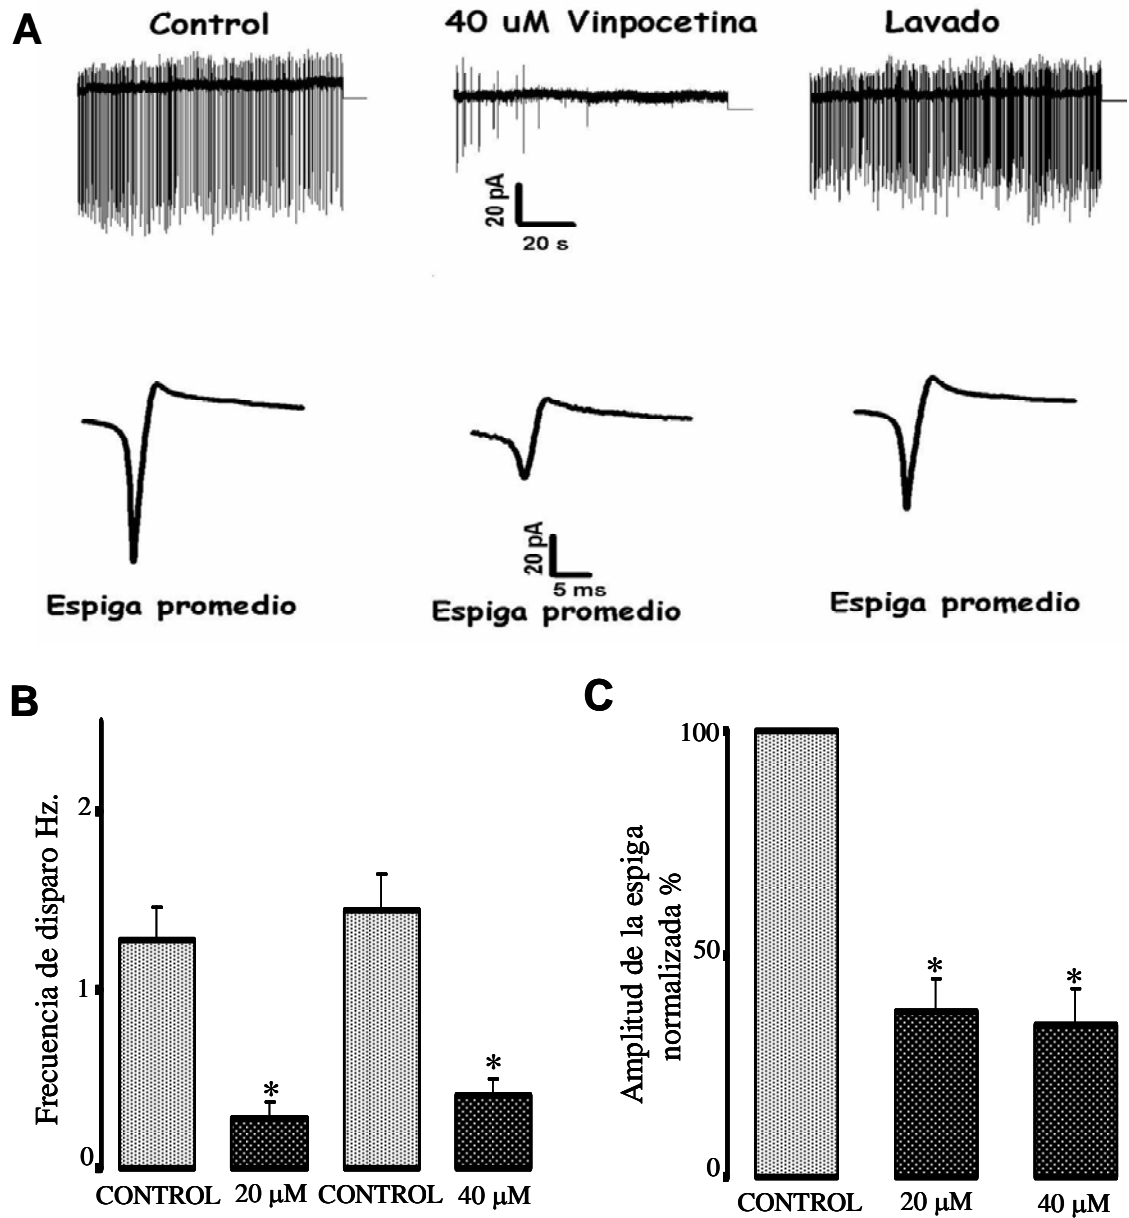 A
Control
40 uM Vinpocetina
Lavado
20 pA
20 s
20 pA
5 ms
Espiga promedio
Espiga promedio
Espiga promedio
B
Frecuencia de disparo Hz.
2
1
0
CONTROL
20 μM
CONTROL
40 μM
*
*
C
Amplitud de la espiga
normalizada %
100
50
0
CONTROL
20 μM
40 μM
*
*